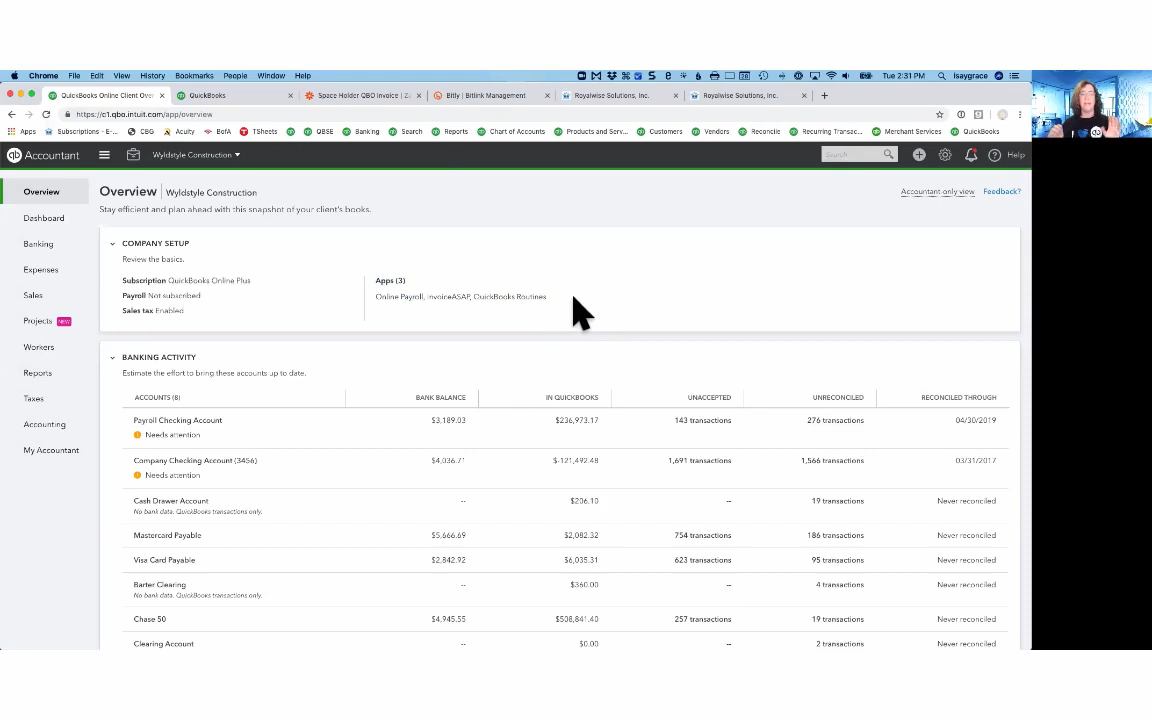 Chrome File Edit View History Bookmarks People Window Help Tue 2:31 PM lsaygrace
QuickBooks Online Client Over QuickBooks Space Holder QBO Invoice Bitly | Bitlink Management Royalwise Solutions, Inc. Royalwise Solutions, Inc.
https://c1.qbo.intuit.com/app/overview
Apps Subscriptions - E-... CBG Acuity BofA TSheets QBSE Banking Search Reports Chart of Accounts Products and Serv... Customers Vendors Reconcile Recurring Transac... Merchant Services QuickBooks
qb Accountant Wyldstyle Construction Search Help
Overview
Dashboard
Banking
Expenses
Sales
Projects NEW
Workers
Reports
Taxes
Accounting
My Accountant
Overview | Wyldstyle Construction Accountant-only view Feedback?
Stay efficient and plan ahead with this snapshot of your client's books.
COMPANY SETUP
Review the basics.
Subscription QuickBooks Online Plus Apps (3)
Payroll Not subscribed Online Payroll, InvoiceASAP, QuickBooks Routines
Sales tax Enabled
BANKING ACTIVITY
Estimate the effort to bring these accounts up to date.
ACCOUNTS (8) BANK BALANCE IN QUICKBOOKS UNACCEPTED UNRECONCILED RECONCILED THROUGH
Payroll Checking Account $3,189.03 $236,973.17 143 transactions 276 transactions 04/30/2019
Needs attention
Company Checking Account (3456) $4,036.71 $-121,492.48 1,691 transactions 1,566 transactions 03/31/2017
Needs attention
Cash Drawer Account -- $206.10 -- 19 transactions Never reconciled
No bank data. QuickBooks transactions only.
Mastercard Payable $5,666.69 $2,082.32 754 transactions 186 transactions Never reconciled
Visa Card Payable $2,842.92 $6,035.31 623 transactions 95 transactions Never reconciled
Barter Clearing -- $360.00 -- 4 transactions Never reconciled
No bank data. QuickBooks transactions only.
Chase 50 $4,945.55 $508,841.40 257 transactions 19 transactions Never reconciled
Clearing Account -- $0.00 -- 2 transactions Never reconciled